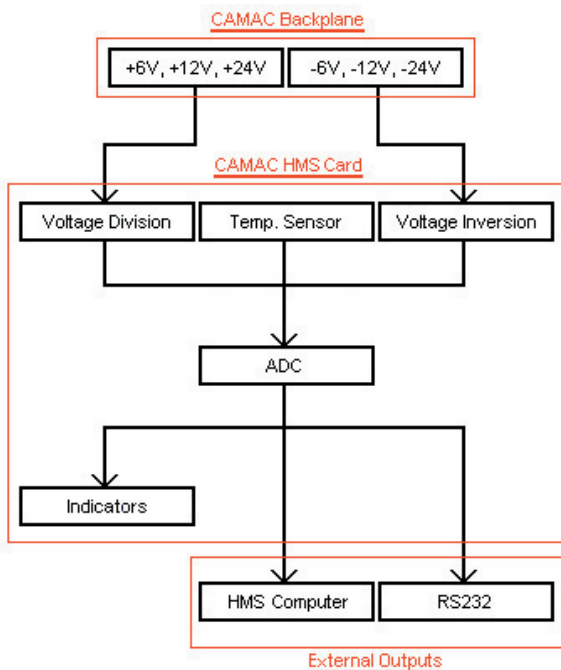 CAMAC Backplane
+6V, +12V, +24V
-6V, -12V, -24V
CAMAC HMS Card
Voltage Division
Temp. Sensor
Voltage Inversion
ADC
Indicators
HMS Computer
RS232
External Outputs